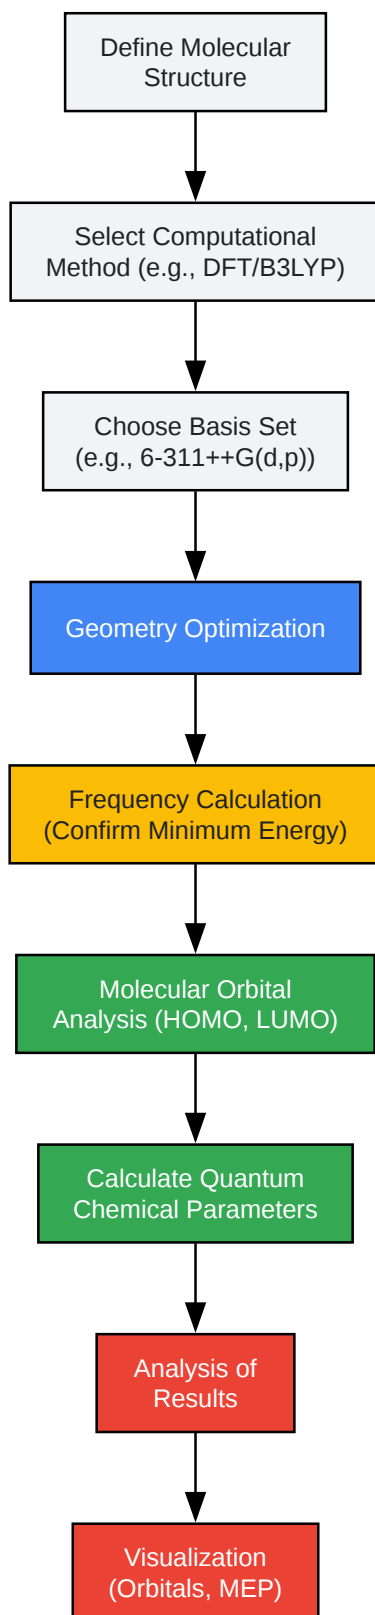 Define Molecular
Structure
Select Computational
Method (e.g., DFT/B3LYP)
Choose Basis Set
(e.g., 6-311++G(d,p))
Geometry Optimization
Frequency Calculation
(Confirm Minimum Energy)
Molecular Orbital
Analysis (HOMO, LUMO)
Calculate Quantum
Chemical Parameters
Analysis of
Results
Visualization
(Orbitals, MEP)